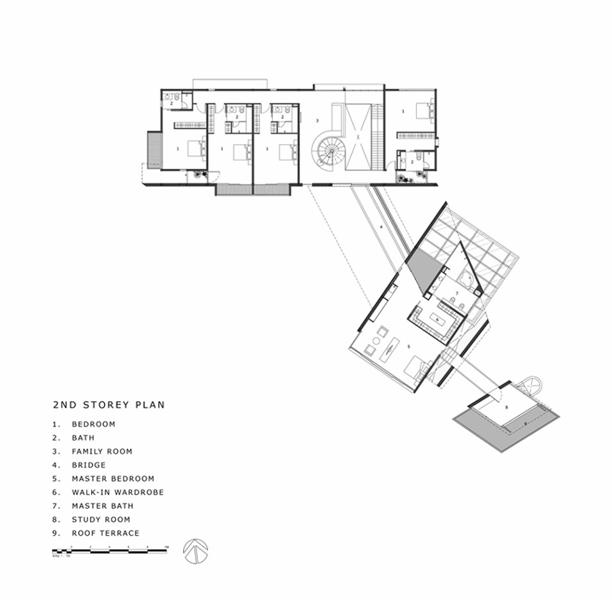 2ND STOREY PLAN
1. BEDROOM
2. BATH
3. FAMILY ROOM
4. BRIDGE
5. MASTER BEDROOM
6. WALK-IN WARDROBE
7. MASTER BATH
8. STUDY ROOM
9. ROOF TERRACE